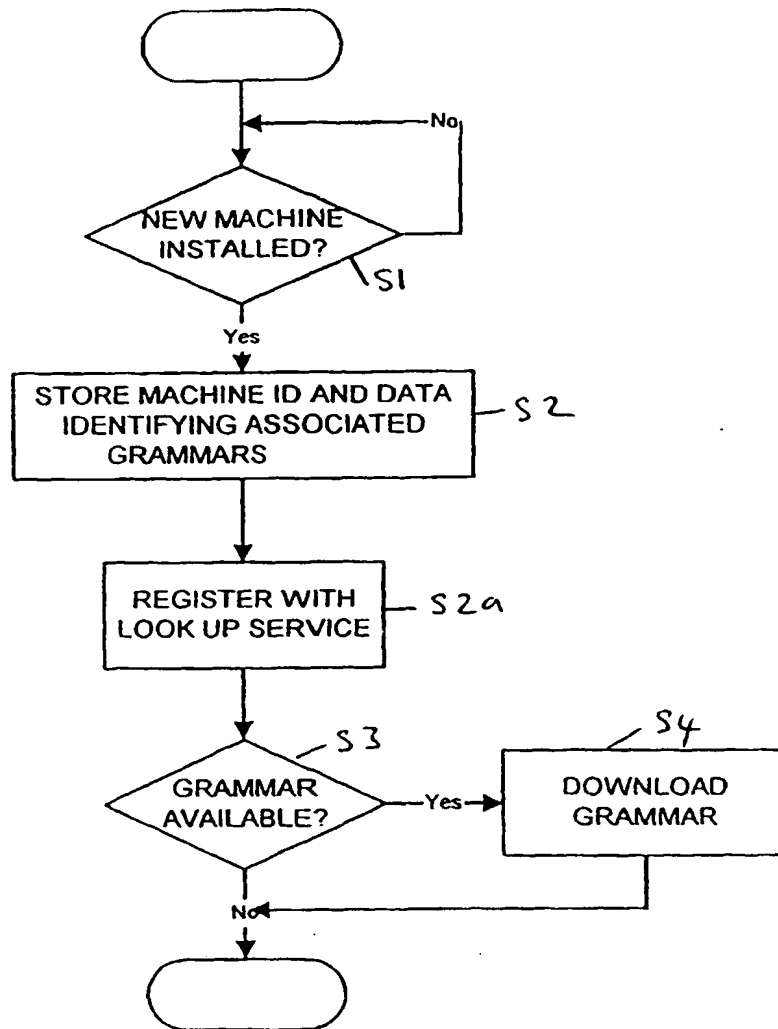 No
NEW MACHINE
INSTALLED?
S1
Yes
STORE MACHINE ID AND DATA
IDENTIFYING ASSOCIATED
GRAMMARS
S2
REGISTER WITH
LOOK UP SERVICE
S2a
S3
S4
GRAMMAR
AVAILABLE?
Yes
DOWNLOAD
GRAMMAR
No